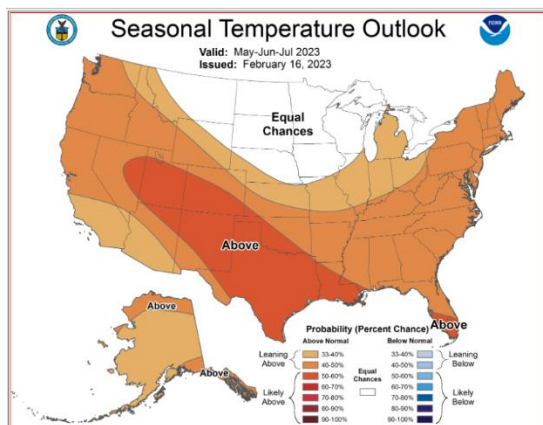 Seasonal Temperature Outlook
Valid: May-Jun-Jul 2023
Issued: February 16, 2023
Equal
Chances
Above
Above
Above
Above
Probability (Percent Chance)
Above Normal
Below Normal
Leaning
Above
Likely
Above
33-40%
40-50%
50-60%
60-70%
70-80%
80-90%
90-100%
Equal
Chances
33-40%
40-50%
50-60%
60-70%
70-80%
80-90%
90-100%
Leaning
Below
Likely
Below